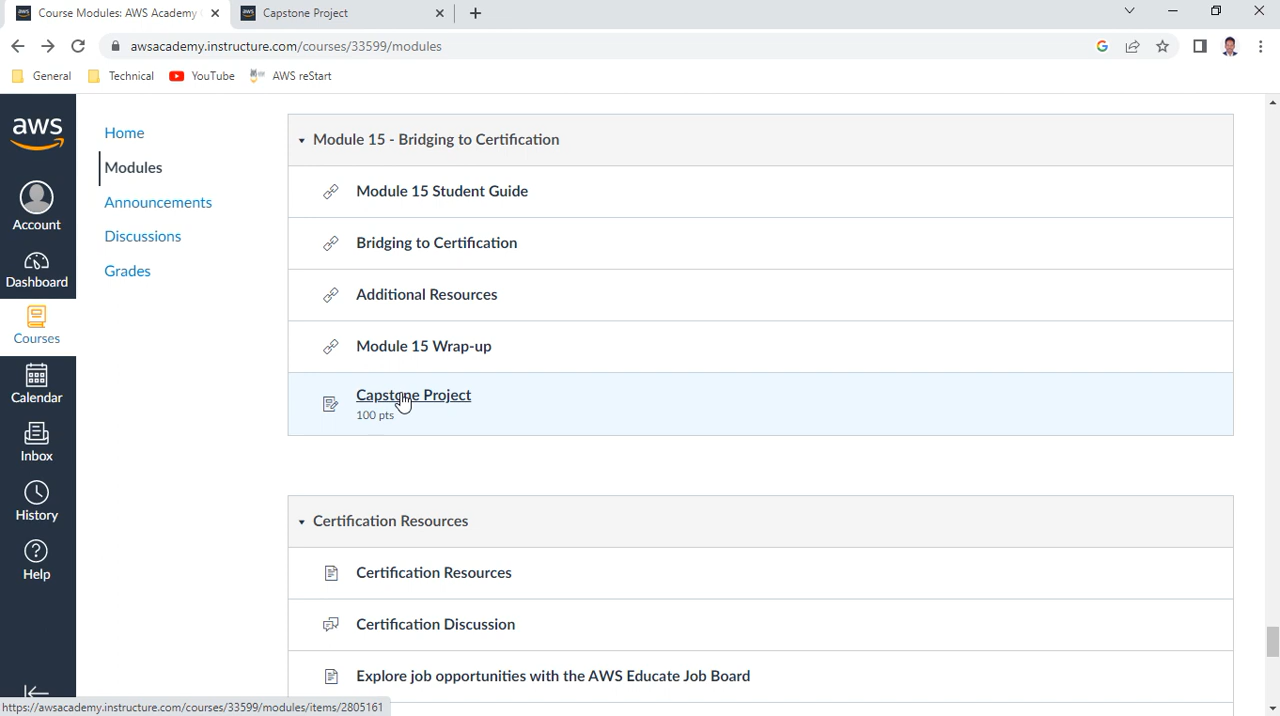 Course Modules: AWS Academy
Capstone Project
awsacademy.instructure.com/courses/33599/modules
General
Technical
YouTube
AWS reStart
aws
Account
Dashboard
Courses
Calendar
Inbox
History
Help
Home
Modules
Announcements
Discussions
Grades
Module 15 - Bridging to Certification
Module 15 Student Guide
Bridging to Certification
Additional Resources
Module 15 Wrap-up
Capstone Project
100 pts
Certification Resources
Certification Resources
Certification Discussion
Explore job opportunities with the AWS Educate Job Board
https://awsacademy.instructure.com/courses/33599/modules/items/2805161